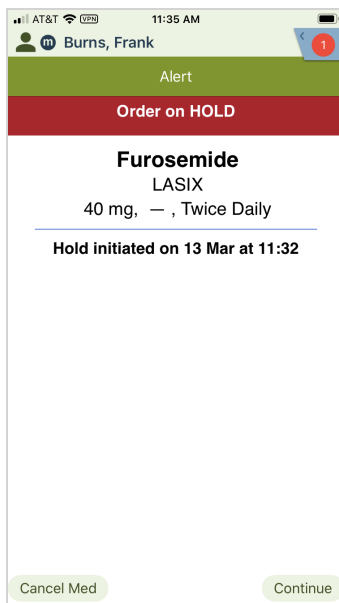 AT&T VPN 11:35 AM
m Burns, Frank 1
Alert
Order on HOLD
Furosemide
LASIX
40 mg, — , Twice Daily
Hold initiated on 13 Mar at 11:32
Cancel Med Continue